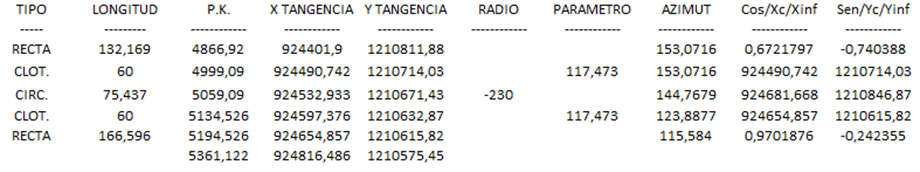 TIPO LONGITUD P.K. X TANGENCIA Y TANGENCIA RADIO PARAMETRO AZIMUT Cos/Xc/Xinf Sen/Yc/Yinf
----- --------- ------------ ------------ ------------ ------------ ------------ ------------ ------------ ------------
RECTA 132,169 4866,92 924401,9 1210811,88 153,0716 0,6721797 -0,740388
CLOT. 60 4999,09 924490,742 1210714,03 117,473 153,0716 924490,742 1210714,03
CIRC. 75,437 5059,09 924532,933 1210671,43 -230 144,7679 924681,668 1210846,87
CLOT. 60 5134,526 924597,376 1210632,87 117,473 123,8877 924654,857 1210615,82
RECTA 166,596 5194,526 924654,857 1210615,82 115,584 0,9701876 -0,242355
5361,122 924816,486 1210575,45